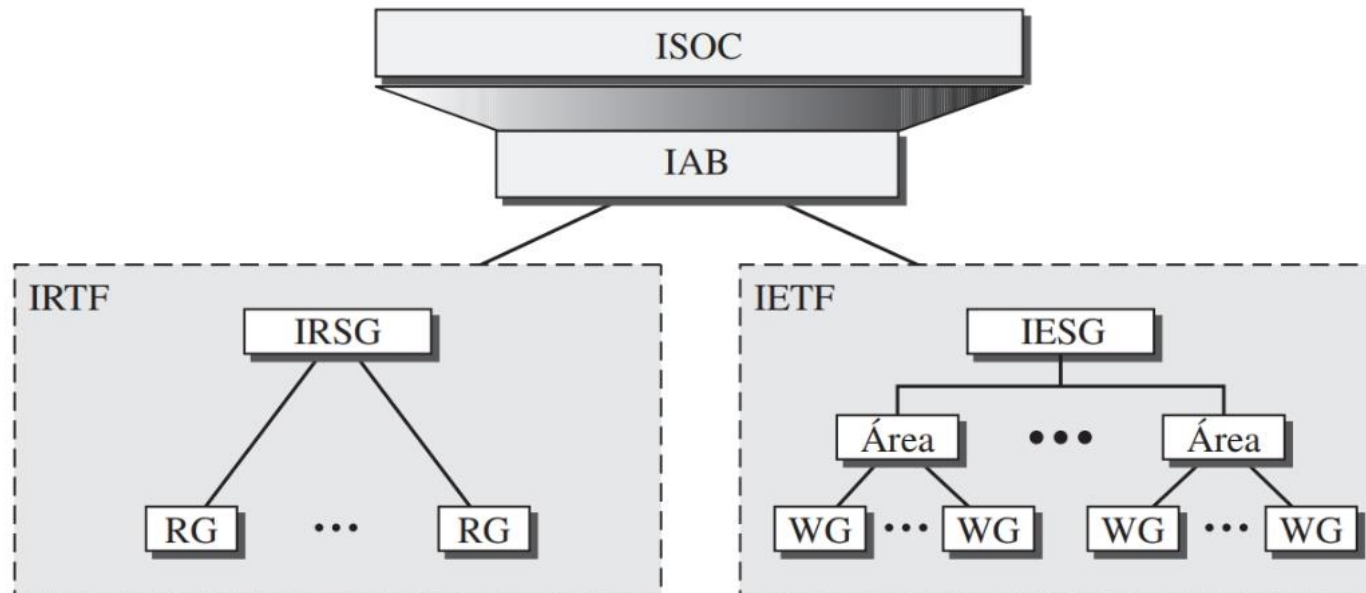 ISOC
IAB
IRTF
IRSG
RG ... RG
IETF
IESG
Área ... Área
WG ... WG WG ... WG